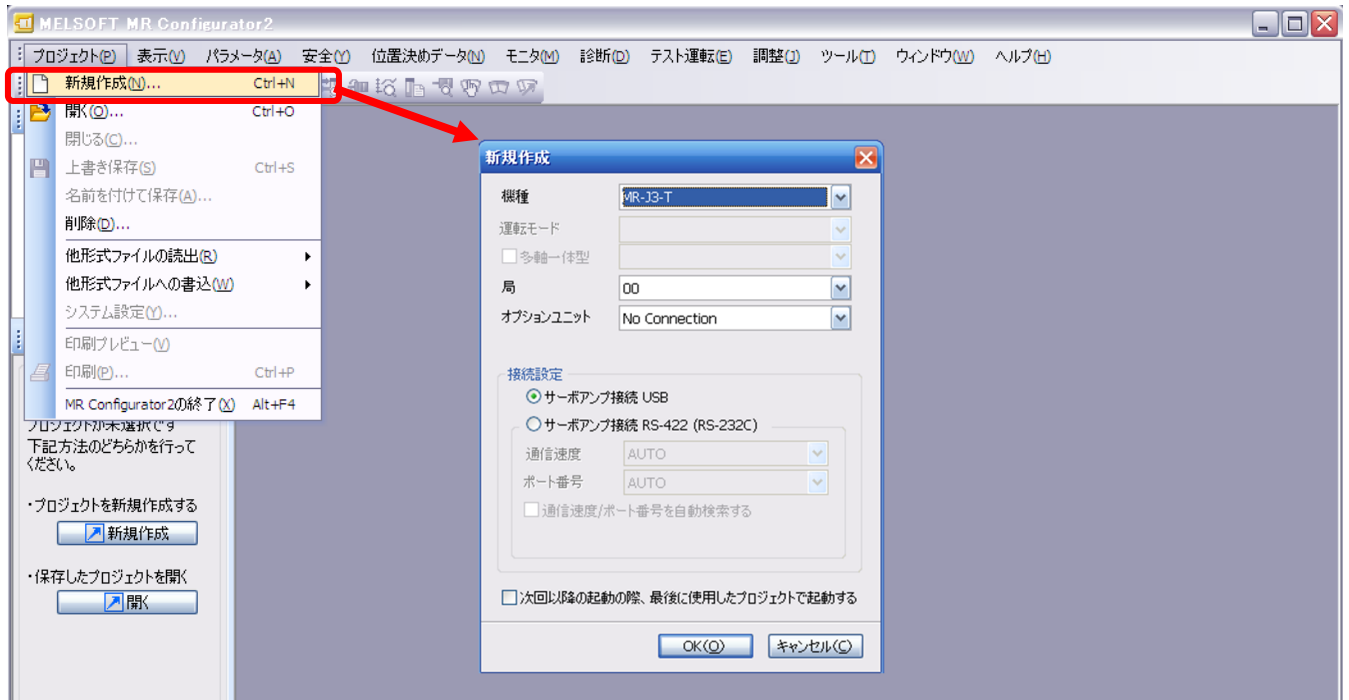 MELSOFT MR Configurator2
プロジェクト(P) 表示(V) パラメータ(A) 安全(Y) 位置決めデータ(N) モニタ(M) 診断(D) テスト運転(E) 調整(J) ツール(T) ウィンドウ(W) ヘルプ(H)
新規作成(N)... Ctrl+N
開く(O)... Ctrl+O
閉じる(C)...
上書き保存(S) Ctrl+S
名前を付けて保存(A)...
削除(D)...
他形式ファイルの読出(R)
他形式ファイルへの書込(W)
システム設定(Y)...
印刷プレビュー(V)
印刷(P)... Ctrl+P
MR Configurator2の終了(X) Alt+F4
プロジェクトが未選択です
下記方法のどちらかを行って
ください。
・プロジェクトを新規作成する
新規作成
・保存したプロジェクトを開く
開く
新規作成
機種 MR-J3-T
運転モード
多軸一体型
局 00
オプションユニット No Connection
接続設定
サーボアンプ接続 USB
サーボアンプ接続 RS-422 (RS-232C)
通信速度 AUTO
ポート番号 AUTO
通信速度/ポート番号を自動検索する
次回以降の起動の際、最後に使用したプロジェクトで起動する
OK(O) キャンセル(C)